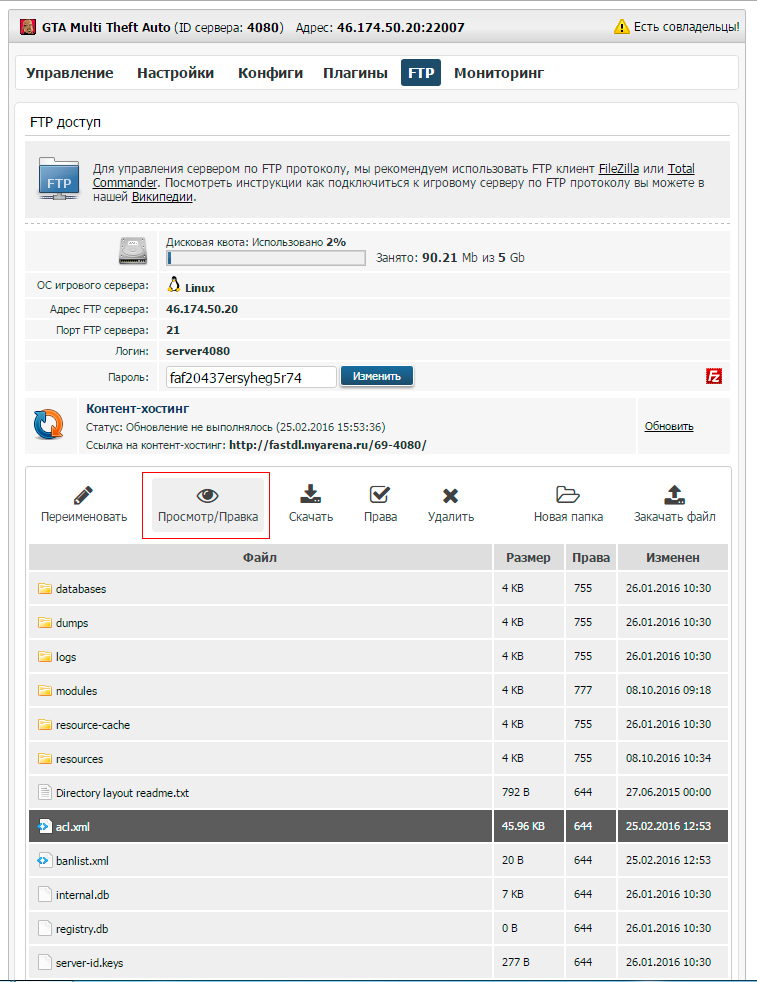 GTA Multi Theft Auto (ID сервера: 4080) Адрес: 46.174.50.20:22007 Есть совладельцы!
Управление Настройки Конфиги Плагины FTP Мониторинг
FTP доступ
FTP
Для управления сервером по FTP протоколу, мы рекомендуем использовать FTP клиент FileZilla или Total
Commander. Посмотреть инструкции как подключиться к игровому серверу по FTP протоколу вы можете в
нашей Википедии.
Дисковая квота: Использовано 2%
Занято: 90.21 Mb из 5 Gb
ОС игрового сервера: Linux
Адрес FTP сервера: 46.174.50.20
Порт FTP сервера: 21
Логин: server4080
Пароль: faf20437ersyheg5r74 Изменить Fz
Контент-хостинг
Статус: Обновление не выполнялось (25.02.2016 15:53:36) Обновить
Ссылка на контент-хостинг: http://fastdl.myarena.ru/69-4080/
Переименовать Просмотр/Правка Скачать Права Удалить Новая папка Закачать файл
Файл Размер Права Изменен
databases 4 KB 755 26.01.2016 10:30
dumps 4 KB 755 26.01.2016 10:30
logs 4 KB 755 26.01.2016 10:30
modules 4 KB 777 08.10.2016 09:18
resource-cache 4 KB 755 26.01.2016 10:30
resources 4 KB 755 08.10.2016 10:34
Directory layout readme.txt 792 B 644 27.06.2015 00:00
acl.xml 45.96 KB 644 25.02.2016 12:53
banlist.xml 20 B 644 25.02.2016 12:53
internal.db 7 KB 644 26.01.2016 10:30
registry.db 0 B 644 26.01.2016 10:30
server-id.keys 277 B 644 26.01.2016 10:30